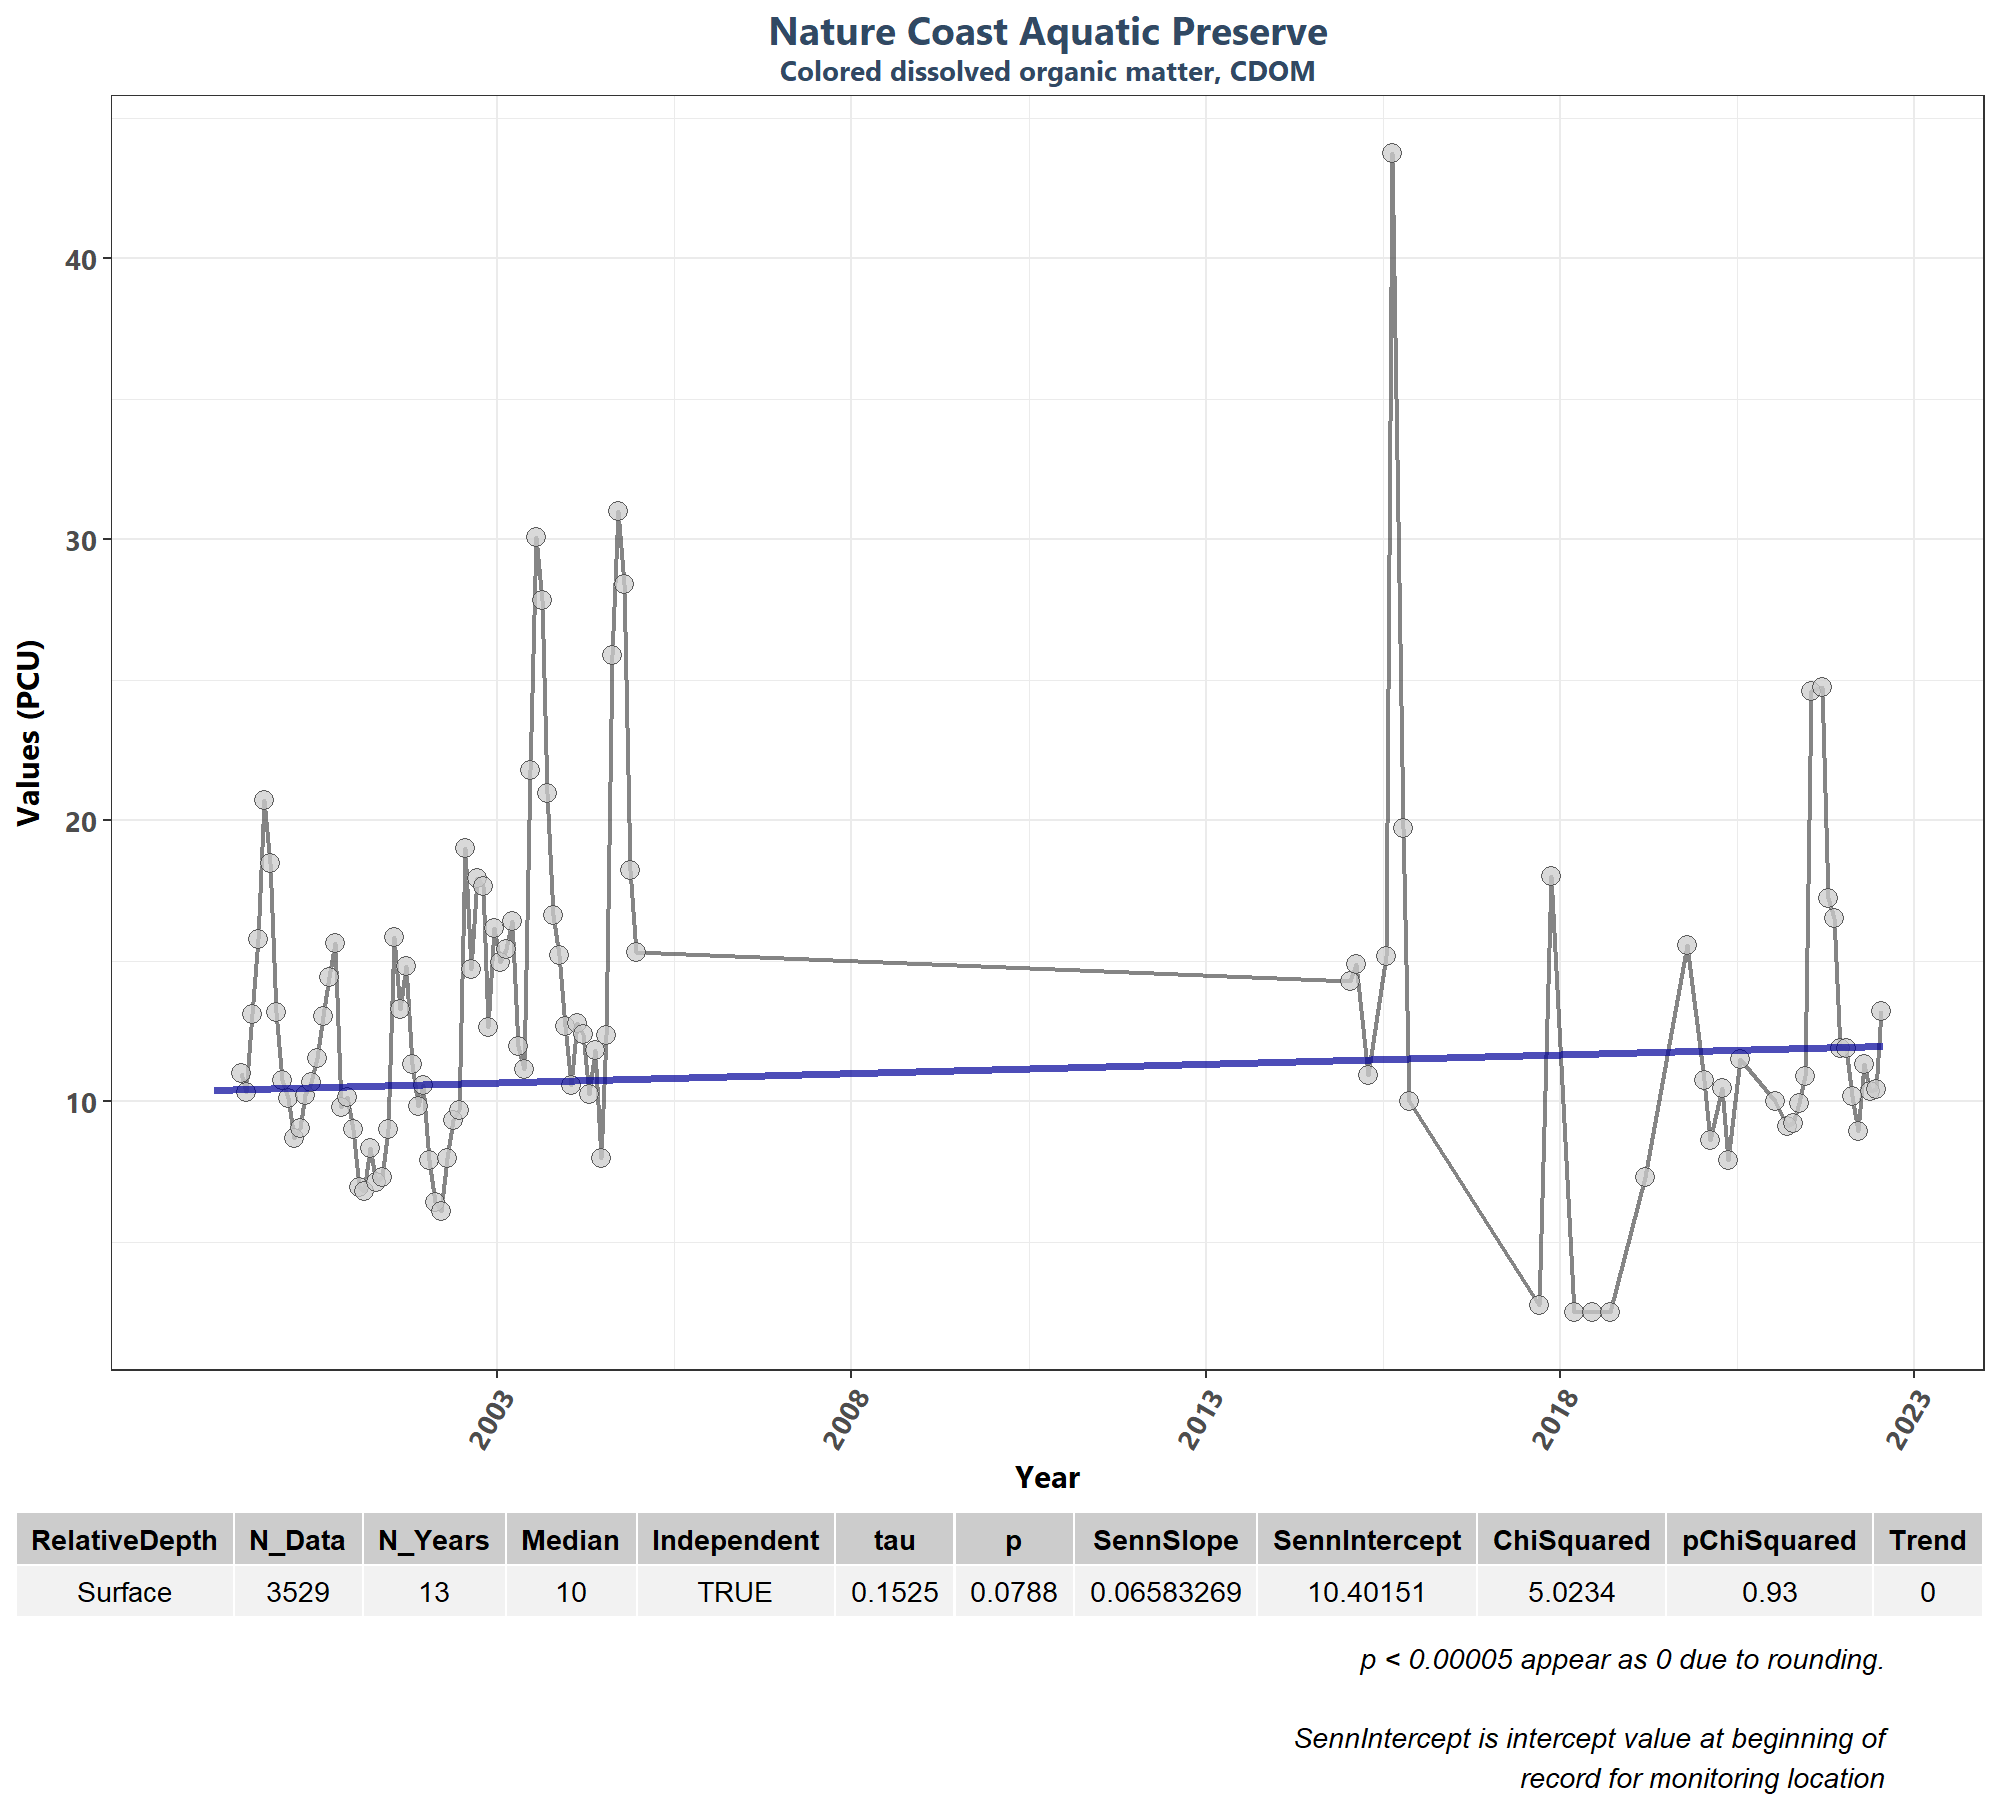 Nature Coast Aquatic Preserve
Colored dissolved organic matter, CDOM
Values (PCU)
40
30
20
10
2003 2008 2013 2018 2023
Year
RelativeDepth N_Data N_Years Median Independent tau p SennSlope SennIntercept ChiSquared pChiSquared Trend
Surface 3529 13 10 TRUE 0.1525 0.0788 0.06583269 10.40151 5.0234 0.93 0
p < 0.00005 appear as 0 due to rounding.
SennIntercept is intercept value at beginning of
record for monitoring location